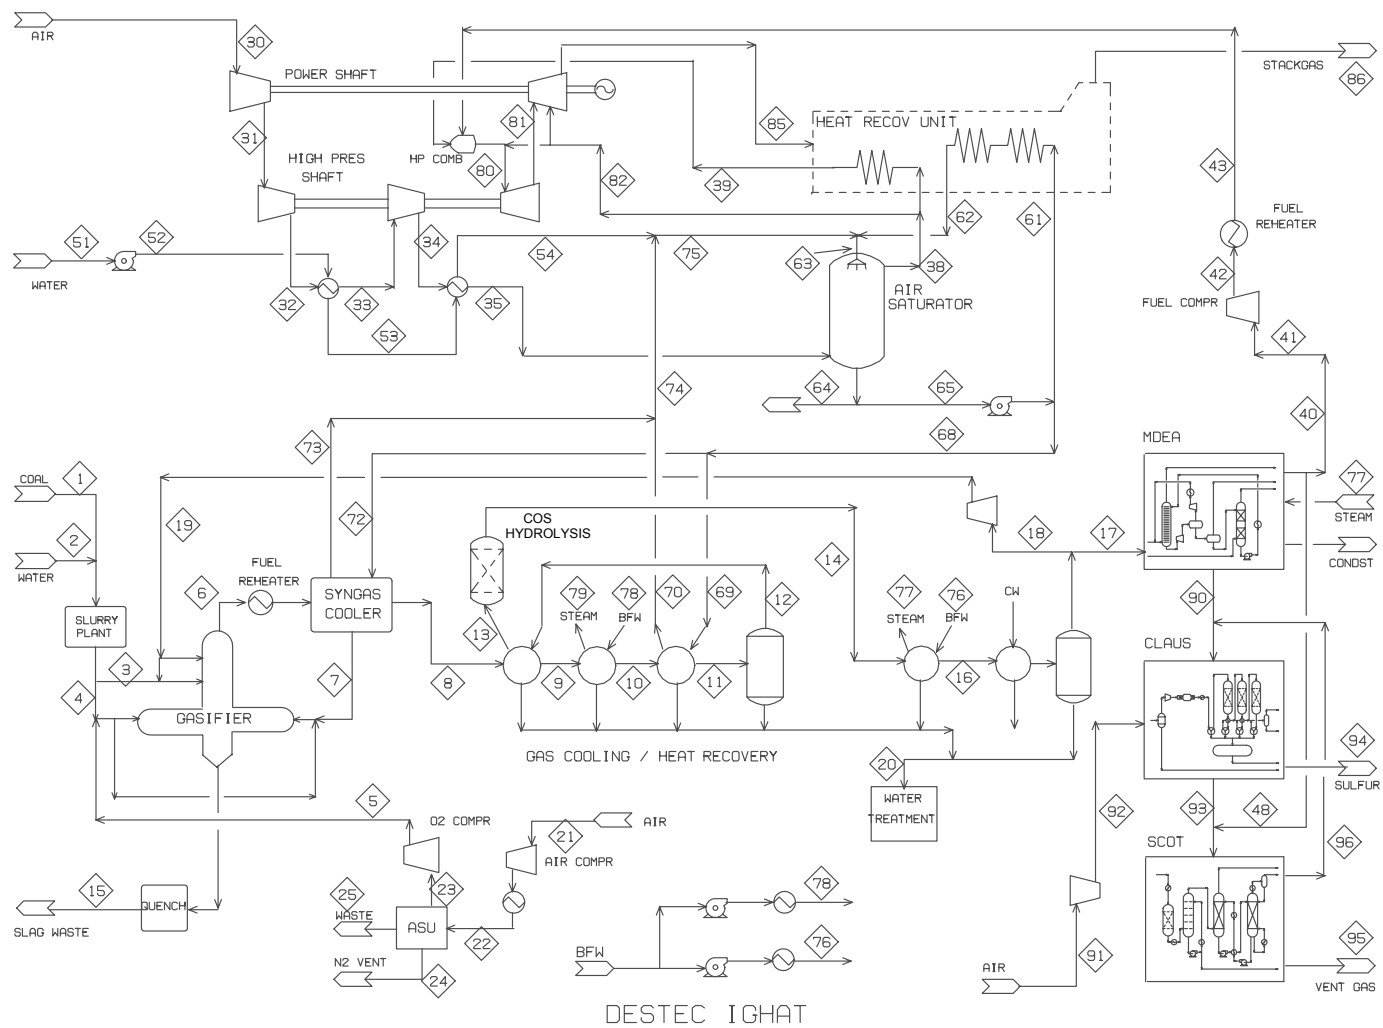 AIR
30
POWER SHAFT
STACKGAS
86
31
HIGH PRES
SHAFT
HP COMB
81
80
82
39
85
HEAT RECOV UNIT
62
61
43
FUEL
REHEATER
42
FUEL COMPR
41
40
51
52
WATER
32
33
34
35
53
54
75
63
38
AIR
SATURATOR
64
65
68
74
73
72
COAL
1
2
WATER
19
SLURRY
PLANT
3
4
6
FUEL
REHEATER
SYNGAS
COOLER
7
GASIFIER
8
COS
HYDROLYSIS
13
79
STEAM
78
BFW
70
69
12
9
10
11
GAS COOLING / HEAT RECOVERY
14
77
STEAM
76
BFW
CW
16
18
17
MDEA
77
STEAM
CONDST
90
CLAUS
94
SULFUR
93
48
96
92
SCOT
95
VENT GAS
91
AIR
20
WATER
TREATMENT
5
O2 COMPR
21
AIR
AIR COMPR
23
25
WASTE
ASU
22
N2 VENT
24
15
SLAG WASTE
QUENCH
78
BFW
76
DESTEC IGHAT